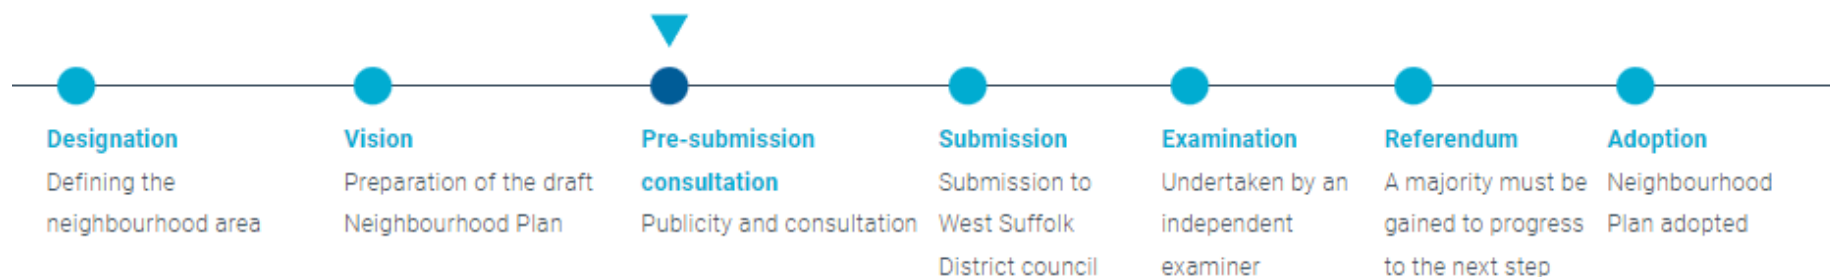 Designation
Defining the
neighbourhood area
Vision
Preparation of the draft
Neighbourhood Plan
Pre-submission
consultation
Publicity and consultation
Submission
Submission to
West Suffolk
District council
Examination
Undertaken by an
independent
examiner
Referendum
A majority must be
gained to progress
to the next step
Adoption
Neighbourhood
Plan adopted